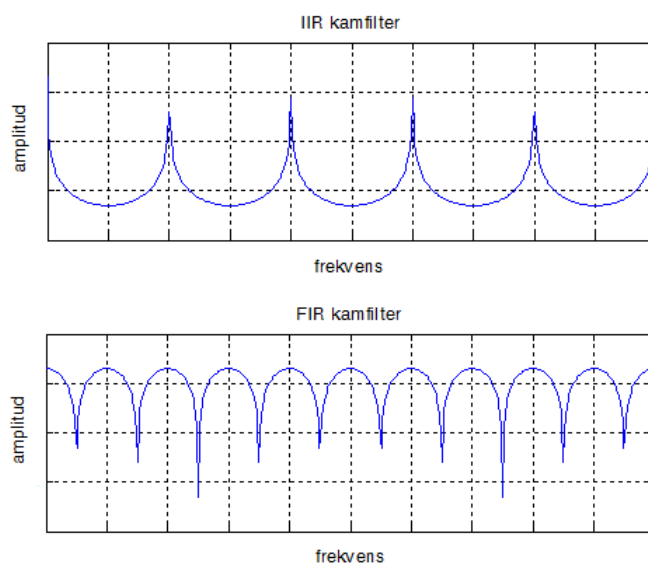 IIR kamfilter
amplitud
frekvens
FIR kamfilter
amplitud
frekvens